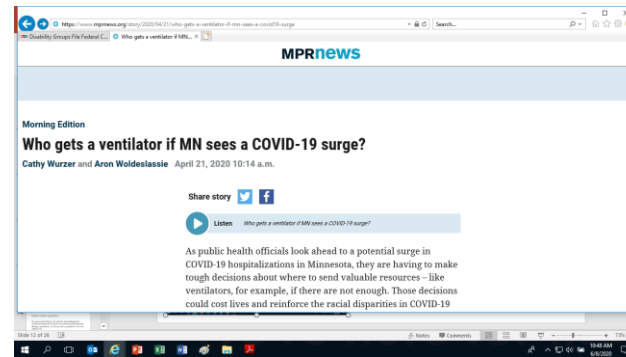 https://www.mprnews.org/story/2020/04/21/who-gets-a-ventilator-if-mn-sees-a-covid19-surge
Search...
Disability Groups File Federal C...
Who gets a ventilator if MN...
MPRnews
Morning Edition
Who gets a ventilator if MN sees a COVID-19 surge?
Cathy Wurzer and Aron Woldeslassie April 21, 2020 10:14 a.m.
Share story
Listen Who gets a ventilator if MN sees a COVID-19 surge?
As public health officials look ahead to a potential surge in
COVID-19 hospitalizations in Minnesota, they are having to make
tough decisions about where to send valuable resources – like
ventilators, for example, if there are not enough. Those decisions
could cost lives and reinforce the racial disparities in COVID-19
Slide 12 of 26
Notes
Comments
73%
10:48 AM
6/8/2020